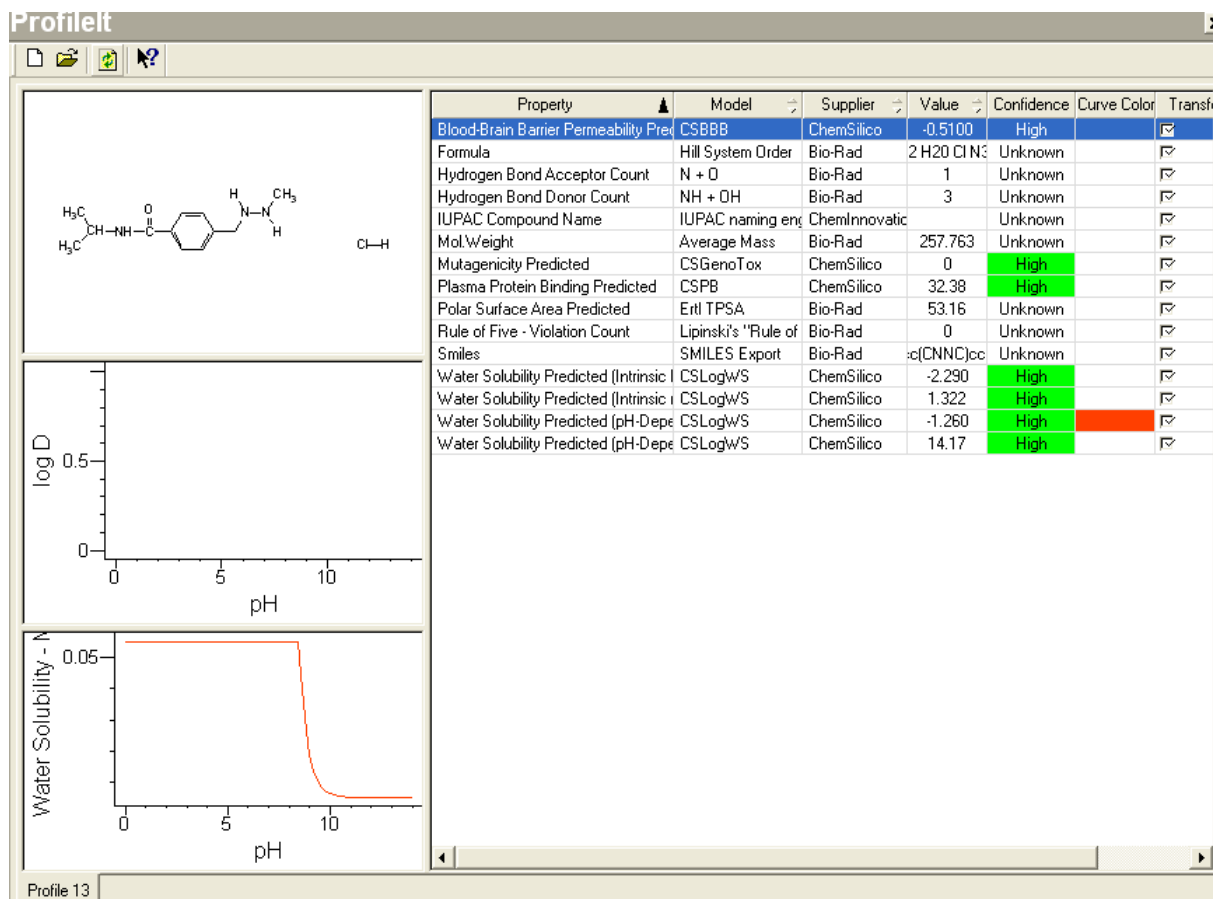 ProfileIt
H₃C
CH—NH—C
O
H₃C
H
N—N
CH₃
H
Cl—H
log D
0.5
0
0 5 10
pH
Water Solubility -
0.05
0 5 10
pH
Property Model Supplier Value Confidence Curve Color Transfe
Blood-Brain Barrier Permeability Pred CSBBB ChemSilico -0.5100 High
Formula Hill System Order Bio-Rad 2 H20 Cl N3 Unknown
Hydrogen Bond Acceptor Count N + O Bio-Rad 1 Unknown
Hydrogen Bond Donor Count NH + OH Bio-Rad 3 Unknown
IUPAC Compound Name IUPAC naming eng ChemInnovatic Unknown
Mol.Weight Average Mass Bio-Rad 257.763 Unknown
Mutagenicity Predicted CSGenoTox ChemSilico 0 High
Plasma Protein Binding Predicted CSPB ChemSilico 32.38 High
Polar Surface Area Predicted Ertl TPSA Bio-Rad 53.16 Unknown
Rule of Five - Violation Count Lipinski's "Rule of Bio-Rad 0 Unknown
Smiles SMILES Export Bio-Rad :c(CNNC)cc Unknown
Water Solubility Predicted (Intrinsic l CSLogWS ChemSilico -2.290 High
Water Solubility Predicted (Intrinsic r CSLogWS ChemSilico 1.322 High
Water Solubility Predicted (pH-Depe CSLogWS ChemSilico -1.260 High
Water Solubility Predicted (pH-Depe CSLogWS ChemSilico 14.17 High
Profile 13